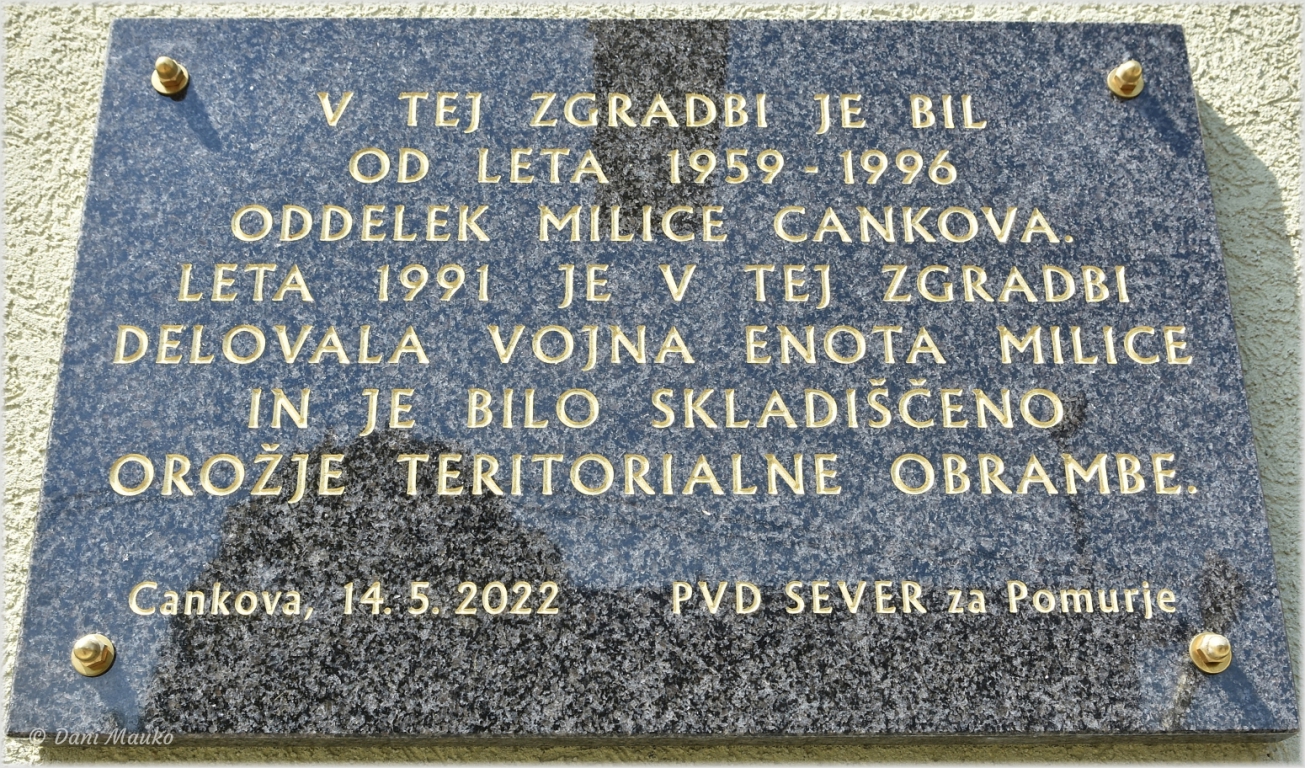 V TEJ ZGRADBI JE BIL
OD LETA 1959 - 1996
ODDELEK MILICE CANKOVA.
LETA 1991 JE V TEJ ZGRADBI
DELOVALA VOJNA ENOTA MILICE
IN JE BILO SKLADIŠČENO
OROŽJE TERITORIALNE OBRAMBE.
Cankova, 14. 5. 2022 PVD SEVER za Pomurje
© Dani Mauko